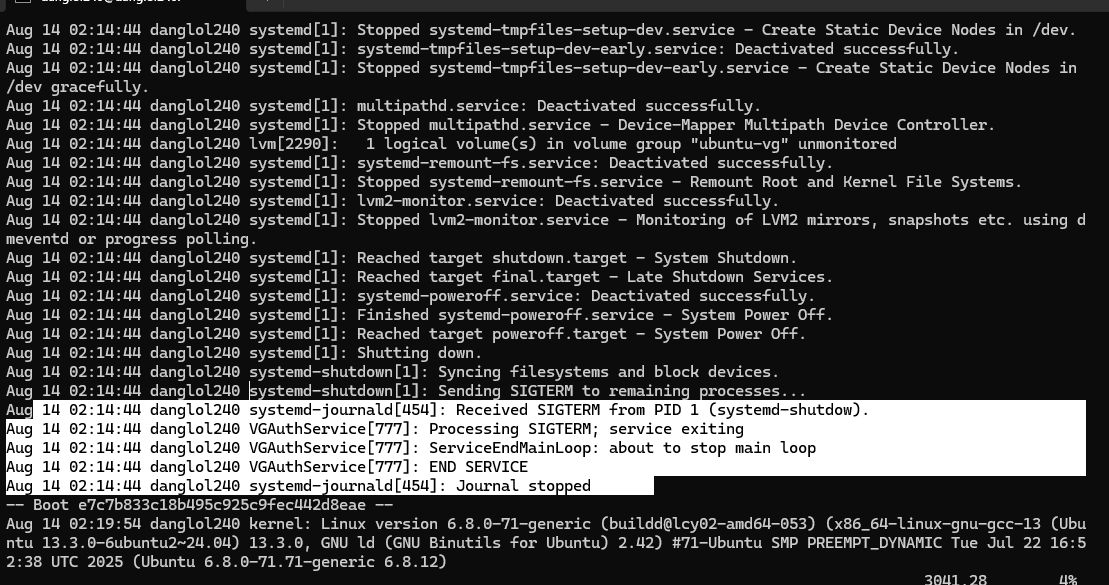 Aug 14 02:14:44 danglol240 systemd[1]: Stopped systemd-tmpfiles-setup-dev.service - Create Static Device Nodes in /dev.
Aug 14 02:14:44 danglol240 systemd[1]: systemd-tmpfiles-setup-dev-early.service: Deactivated successfully.
Aug 14 02:14:44 danglol240 systemd[1]: Stopped systemd-tmpfiles-setup-dev-early.service - Create Static Device Nodes in
/dev gracefully.
Aug 14 02:14:44 danglol240 systemd[1]: multipathd.service: Deactivated successfully.
Aug 14 02:14:44 danglol240 systemd[1]: Stopped multipathd.service - Device-Mapper Multipath Device Controller.
Aug 14 02:14:44 danglol240 lvm[2290]:   1 logical volume(s) in volume group "ubuntu-vg" unmonitored
Aug 14 02:14:44 danglol240 systemd[1]: systemd-remount-fs.service: Deactivated successfully.
Aug 14 02:14:44 danglol240 systemd[1]: Stopped systemd-remount-fs.service - Remount Root and Kernel File Systems.
Aug 14 02:14:44 danglol240 systemd[1]: lvm2-monitor.service: Deactivated successfully.
Aug 14 02:14:44 danglol240 systemd[1]: Stopped lvm2-monitor.service - Monitoring of LVM2 mirrors, snapshots etc. using d
meventd or progress polling.
Aug 14 02:14:44 danglol240 systemd[1]: Reached target shutdown.target - System Shutdown.
Aug 14 02:14:44 danglol240 systemd[1]: Reached target final.target - Late Shutdown Services.
Aug 14 02:14:44 danglol240 systemd[1]: systemd-poweroff.service: Deactivated successfully.
Aug 14 02:14:44 danglol240 systemd[1]: Finished systemd-poweroff.service - System Power Off.
Aug 14 02:14:44 danglol240 systemd[1]: Reached target poweroff.target - System Power Off.
Aug 14 02:14:44 danglol240 systemd[1]: Shutting down.
Aug 14 02:14:44 danglol240 systemd-shutdown[1]: Syncing filesystems and block devices.
Aug 14 02:14:44 danglol240 systemd-shutdown[1]: Sending SIGTERM to remaining processes...
Aug 14 02:14:44 danglol240 systemd-journald[454]: Received SIGTERM from PID 1 (systemd-shutdow).
Aug 14 02:14:44 danglol240 VGAuthService[777]: Processing SIGTERM; service exiting
Aug 14 02:14:44 danglol240 VGAuthService[777]: ServiceEndMainLoop: about to stop main loop
Aug 14 02:14:44 danglol240 VGAuthService[777]: END SERVICE
Aug 14 02:14:44 danglol240 systemd-journald[454]: Journal stopped
-- Boot e7c7b833c18b495c925c9fec442d8eae --
Aug 14 02:19:54 danglol240 kernel: Linux version 6.8.0-71-generic (buildd@lcy02-amd64-053) (x86_64-linux-gnu-gcc-13 (Ubu
ntu 13.3.0-6ubuntu2~24.04) 13.3.0, GNU ld (GNU Binutils for Ubuntu) 2.42) #71-Ubuntu SMP PREEMPT_DYNAMIC Tue Jul 22 16:5
2:38 UTC 2025 (Ubuntu 6.8.0-71.71-generic 6.8.12)
3041,28 4%